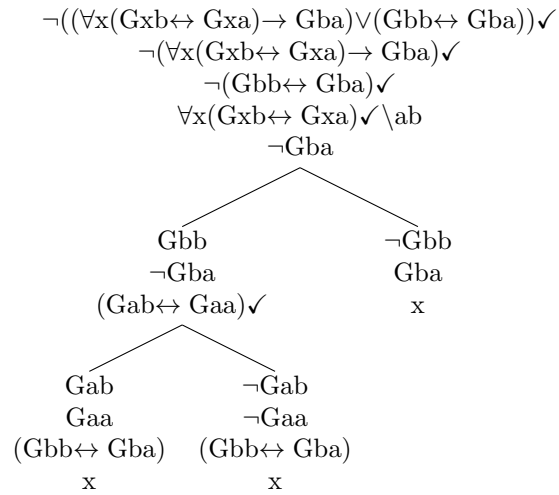 ¬((∀x(Gxb↔ Gxa)→ Gba)∨(Gbb↔ Gba))✓
¬(∀x(Gxb↔ Gxa)→ Gba)✓
¬(Gbb↔ Gba)✓
∀x(Gxb↔ Gxa)✓\ab
¬Gba
Gbb ¬Gbb
¬Gba Gba
(Gab↔ Gaa)✓ x
Gab ¬Gab
Gaa ¬Gaa
(Gbb↔ Gba) (Gbb↔ Gba)
x x